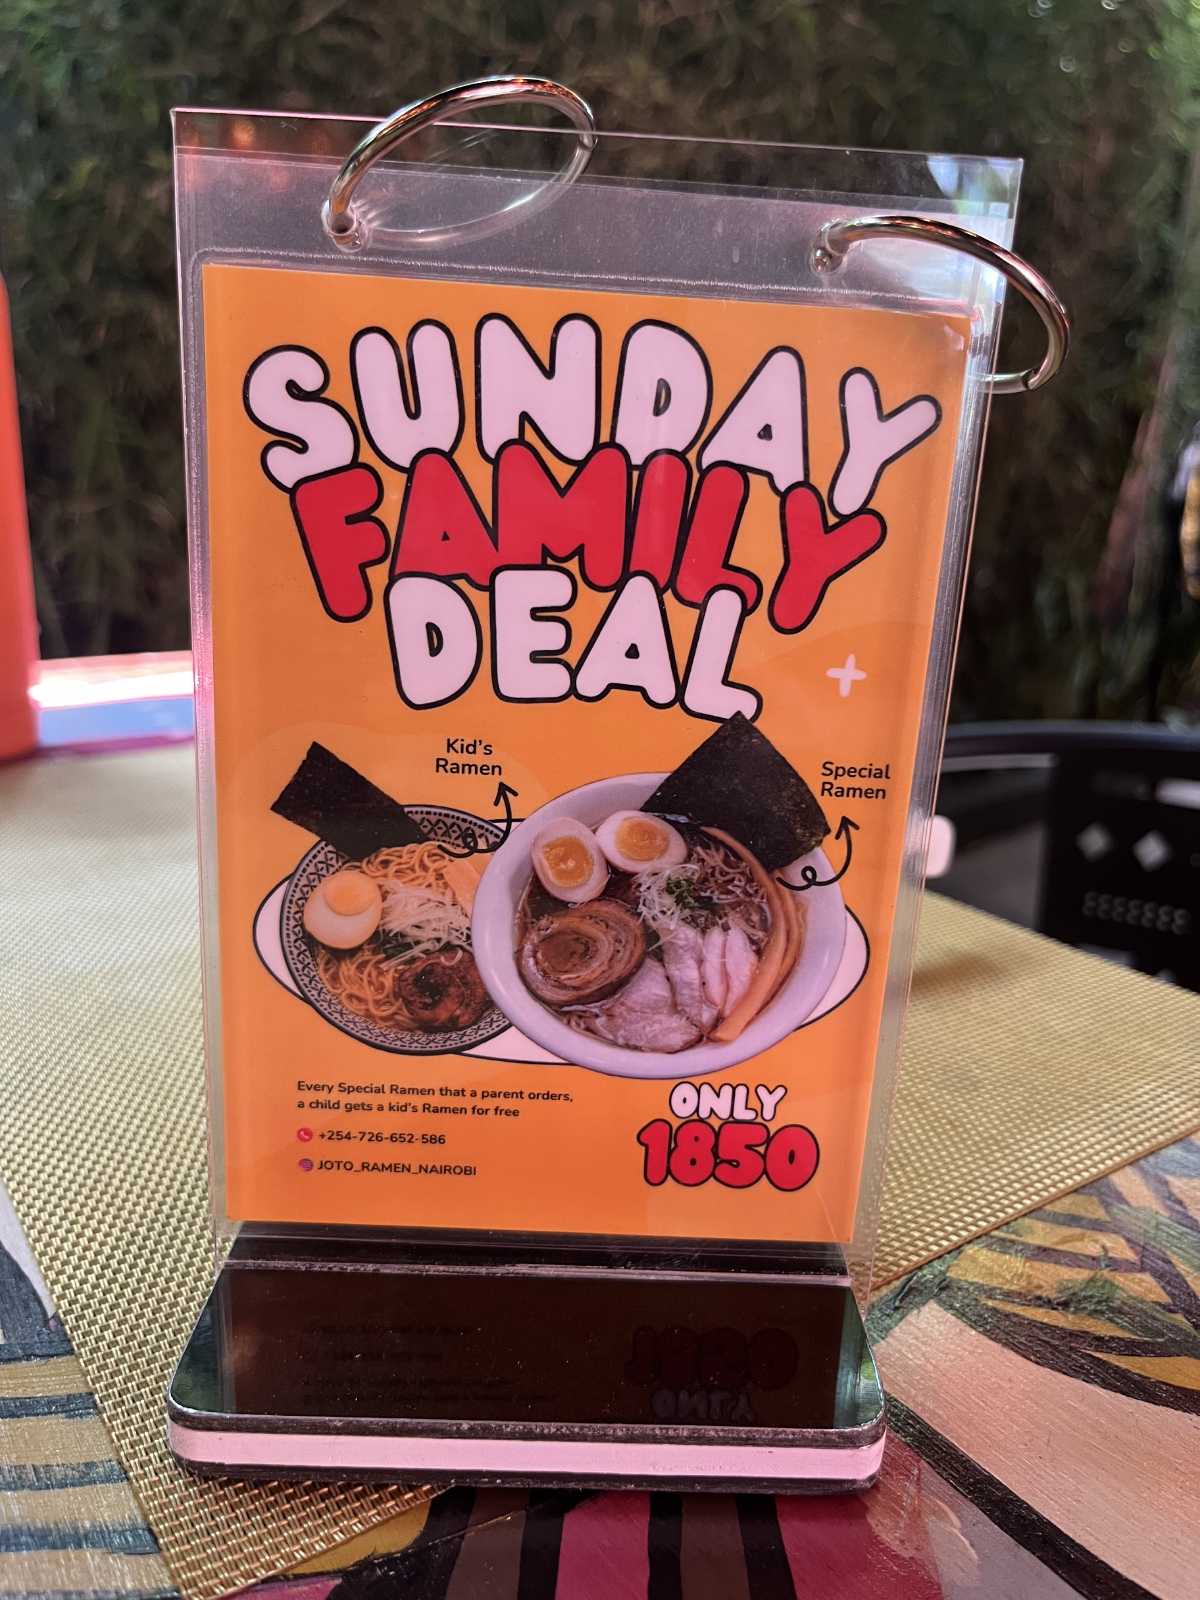 SUNDAY
FAMILY
DEAL
Kid's
Ramen
Special
Ramen
Every Special Ramen that a parent orders,
a child gets a kid's Ramen for free
+254-726-652-586
JOTO_RAMEN_NAIROBI
ONLY
1850